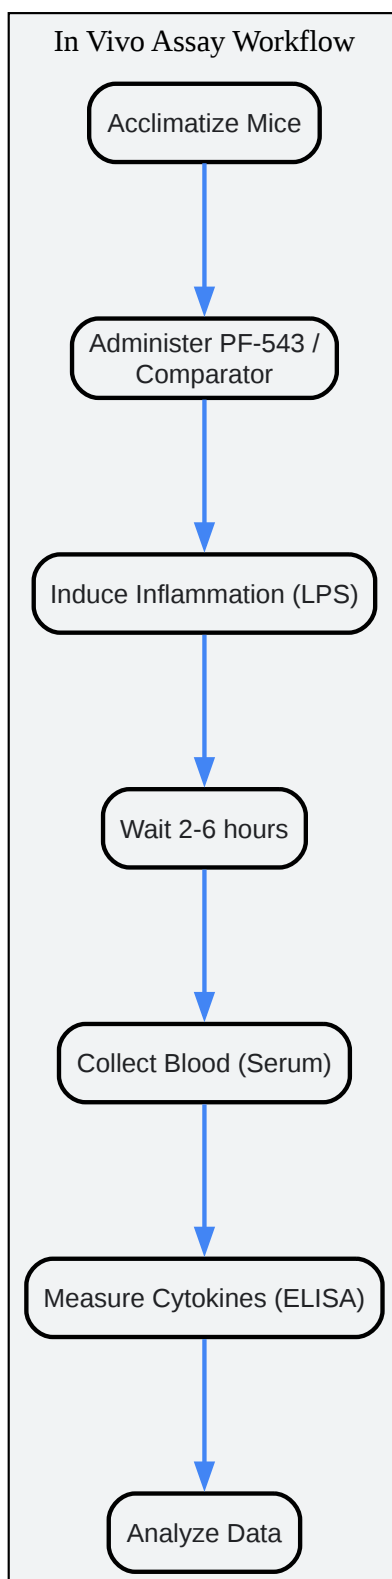 In Vivo Assay Workflow
Acclimatize Mice
Administer PF-543 /
Comparator
Induce Inflammation (LPS)
Wait 2-6 hours
Collect Blood (Serum)
Measure Cytokines (ELISA)
Analyze Data